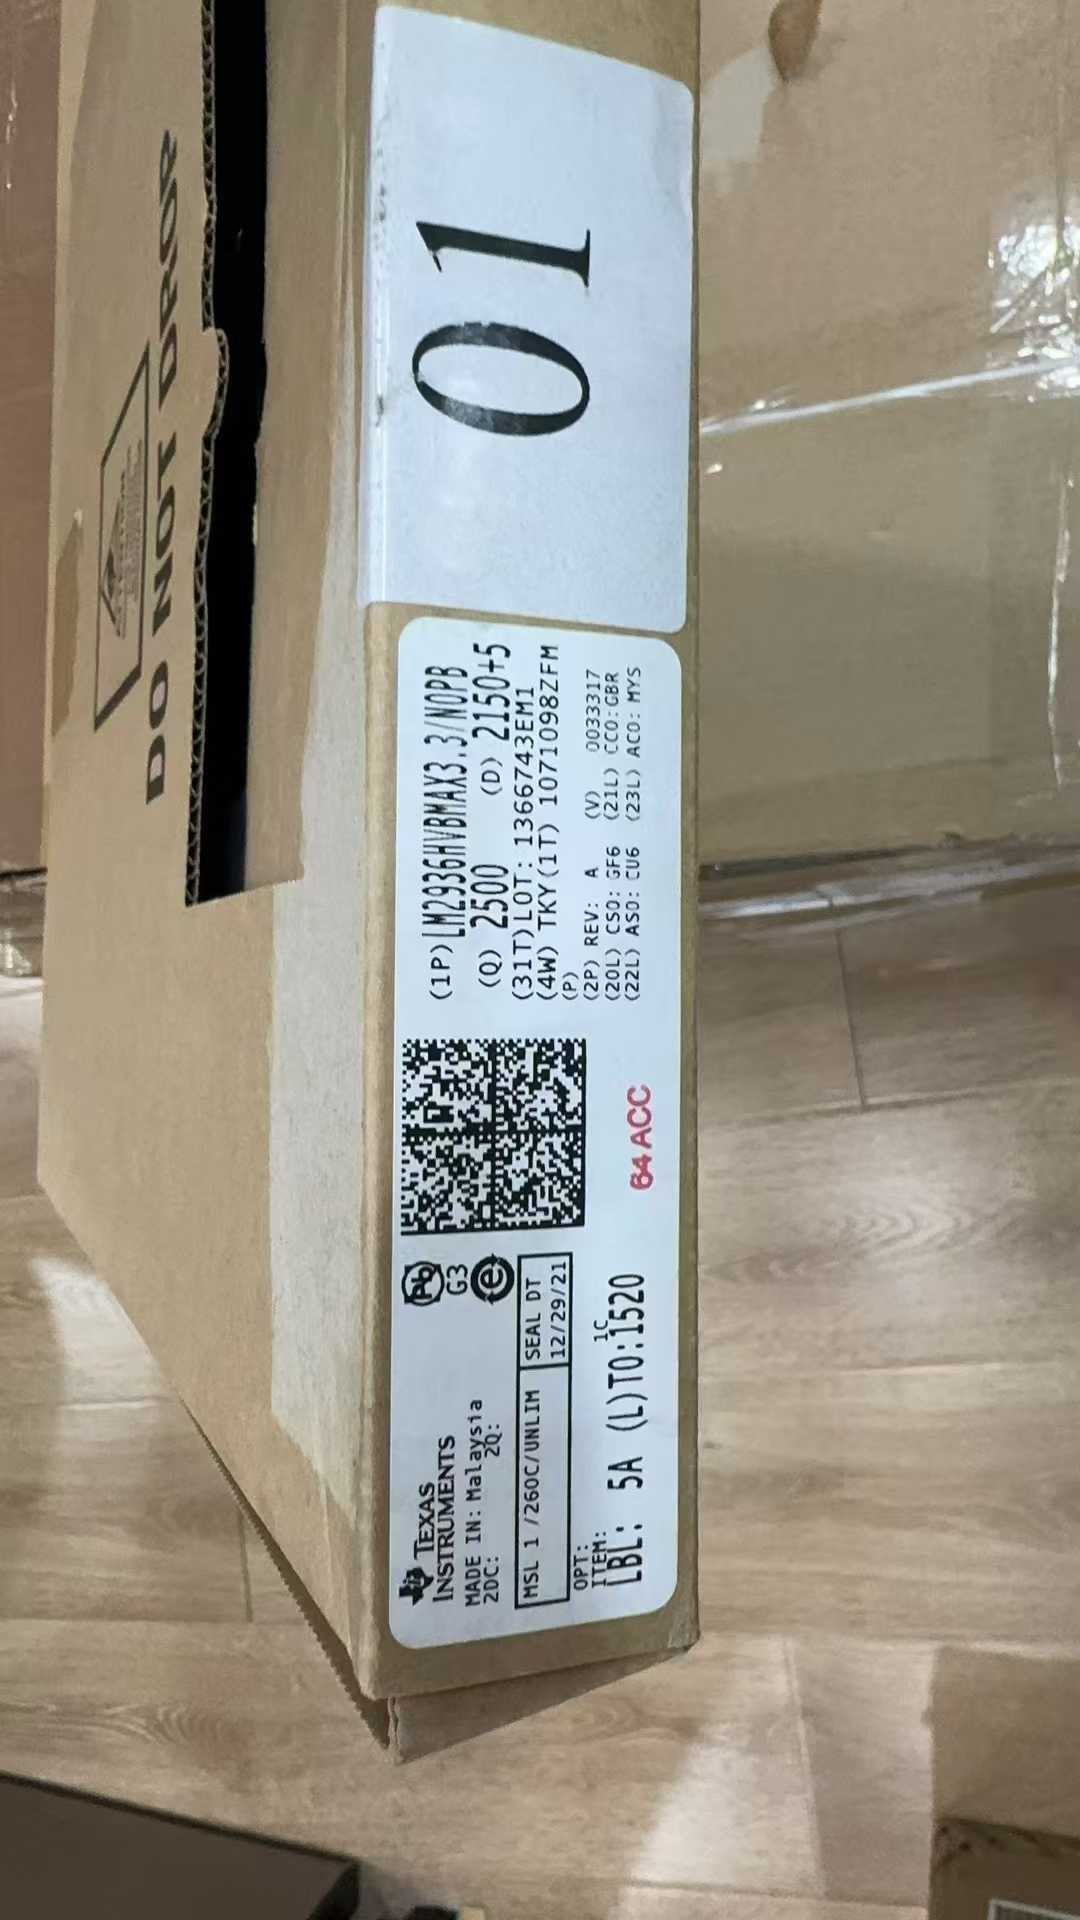 DO NOT DROP
01
TEXAS
INSTRUMENTS
MADE IN: Malaysia
2DC: 2Q:
MSL 1 /260C/UNLIM
SEAL DT
12/29/21
OPT:
ITEM:
LBL: 5A (L)TO:1520
1C
Pb
G3
e
64 ACC
(1P)LM2936HVBMAX3.3/NOPB
(Q) 2500 (D) 2150+5
(31T)LOT: 1366743EM1
(4W) TKY(1T) 1071098ZFM
(P)
(2P) REV: A (V) 0033317
(20L) CSO: GF6 (21L) CCO:GBR
(22L) ASO: CU6 (23L) ACO: MYS